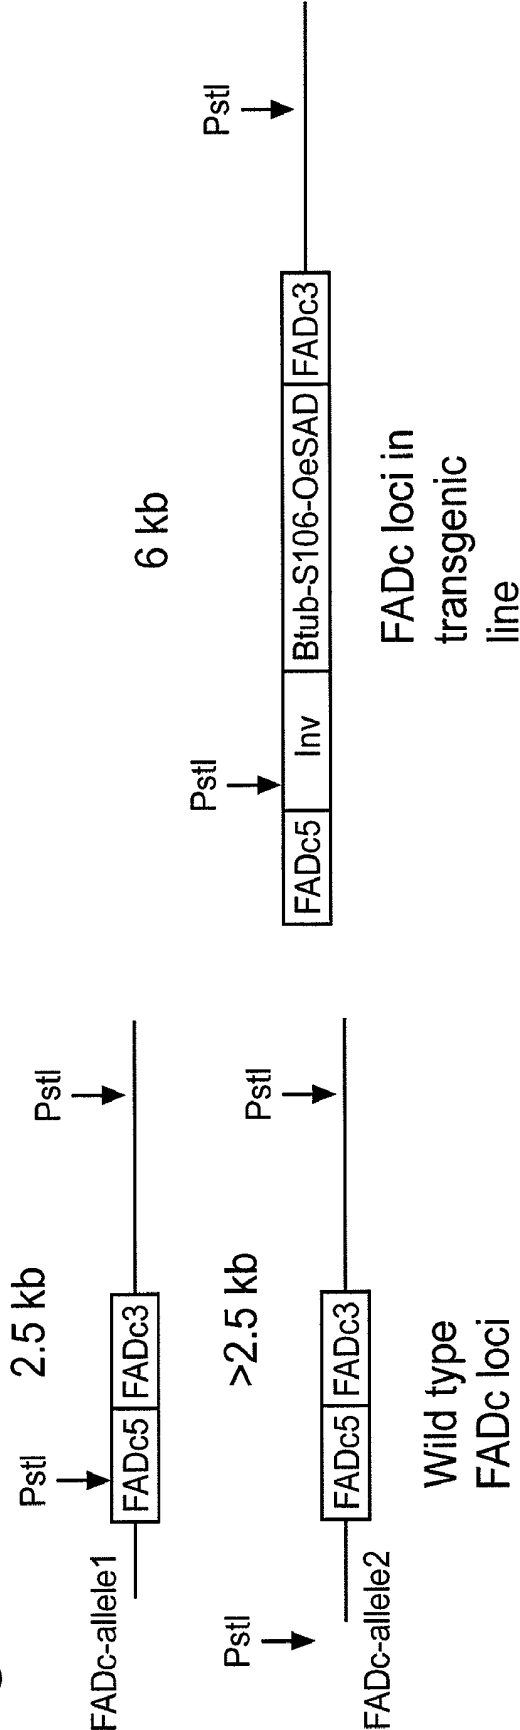 FADc-allele1
PstI
2.5 kb
PstI
FADc5 FADc3
PstI
>2.5 kb
PstI
FADc5 FADc3
FADc-allele2
Wild type
FADc loci
6 kb
PstI
PstI
FADc5 Inv Btub-S106-OeSAD FADc3
FADc loci in
transgenic
line